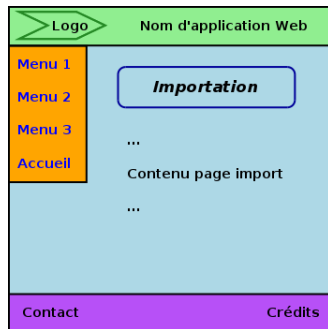 Logo
Nom d'application Web
Menu 1
Menu 2
Menu 3
Accueil
Importation
...
Contenu page import
...
Contact
Crédits